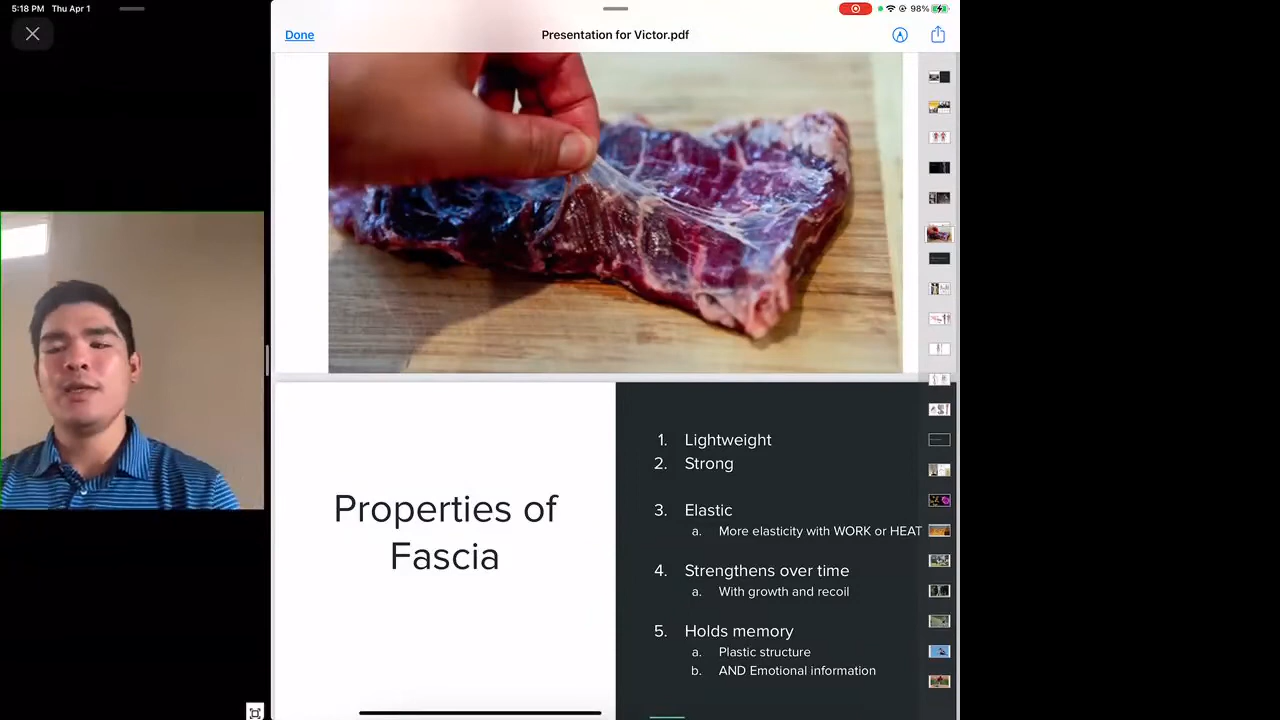 5:18 PM Thu Apr 1
98%
Done
Presentation for Victor.pdf
Properties of
Fascia
1. Lightweight
2. Strong
3. Elastic
a. More elasticity with WORK or HEAT
4. Strengthens over time
a. With growth and recoil
5. Holds memory
a. Plastic structure
b. AND Emotional information